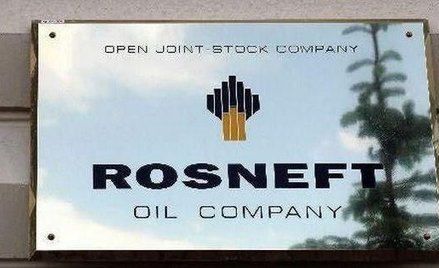 OPEN JOINT-STOCK COMPANY
ROSNEFT
OIL COMPANY